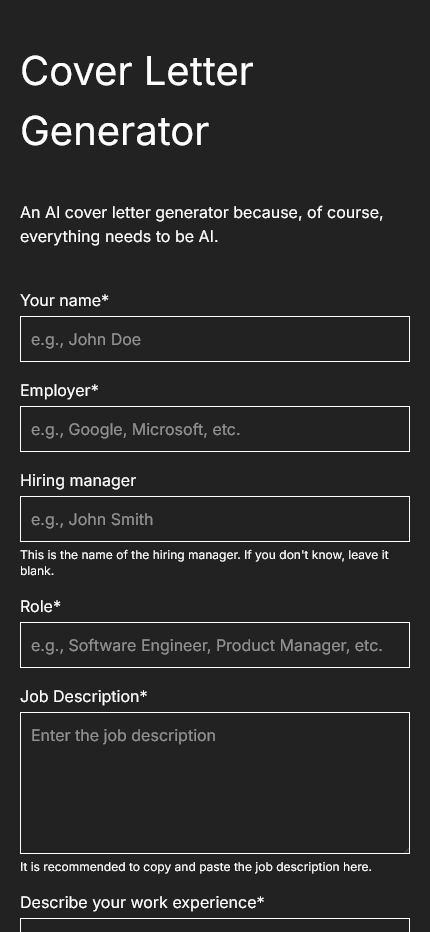 Cover Letter
Generator
An AI cover letter generator because, of course,
everything needs to be AI.
Your name*
e.g., John Doe
Employer*
e.g., Google, Microsoft, etc.
Hiring manager
e.g., John Smith
This is the name of the hiring manager. If you don't know, leave it
blank.
Role*
e.g., Software Engineer, Product Manager, etc.
Job Description*
Enter the job description
It is recommended to copy and paste the job description here.
Describe your work experience*